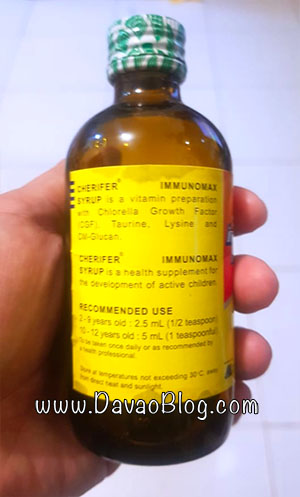 CHERIFER® IMMUNOMAX
SYRUP is a vitamin preparation
with Chlorella Growth Factor
(CGF), Taurine, Lysine and
CM-Glucan.
CHERIFER® IMMUNOMAX
SYRUP is a health supplement for
the development of active children.
RECOMMENDED USE
2-9 years old : 2.5 mL (1/2 teaspoon)
10 - 12 years old : 5 mL (1 teaspoonful)
To be taken once daily or as recommended by
a health professional.
Store at temperatures not exceeding 30°C, away
from direct heat and sunlight.
www.DavaoBlog.com